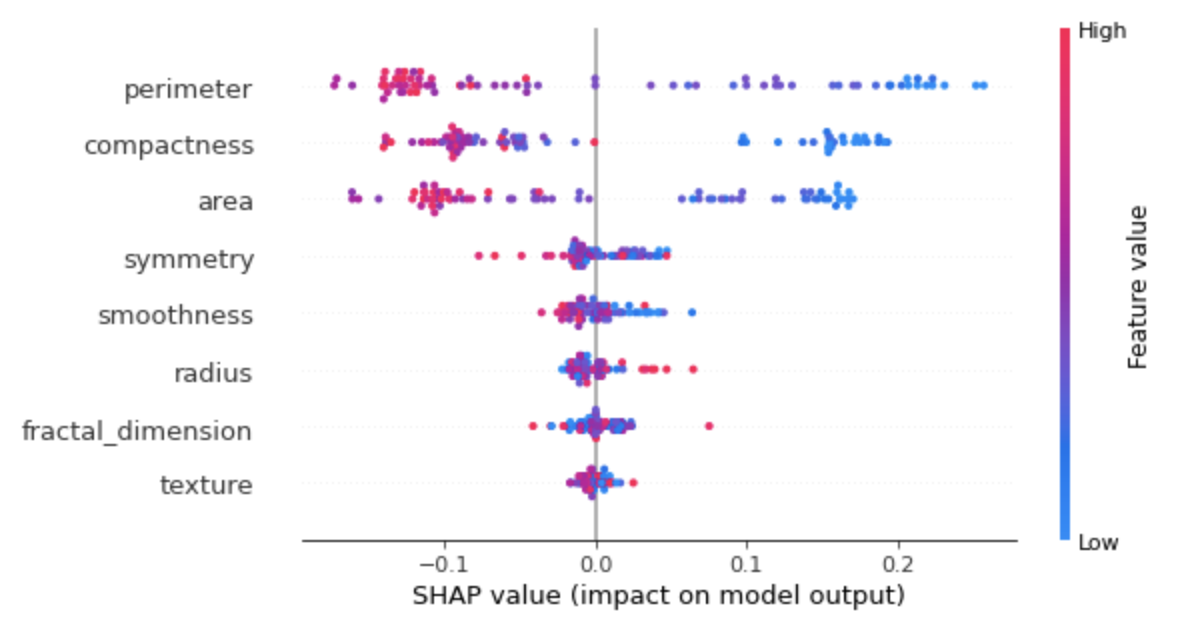 High
perimeter
compactness
area
symmetry
smoothness
radius
fractal_dimension
texture
Feature value
Low
−0.1 0.0 0.1 0.2
SHAP value (impact on model output)